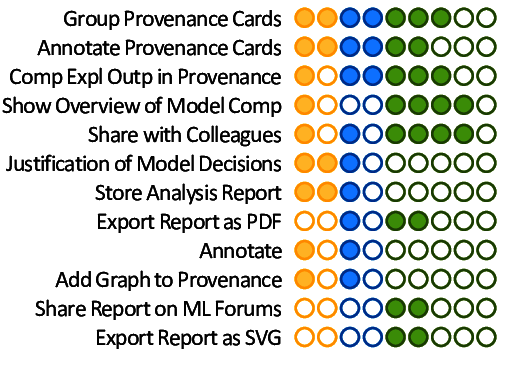 Group Provenance Cards
Annotate Provenance Cards
Comp Expl Outp in Provenance
Show Overview of Model Comp
Share with Colleagues
Justification of Model Decisions
Store Analysis Report
Export Report as PDF
Annotate
Add Graph to Provenance
Share Report on ML Forums
Export Report as SVG